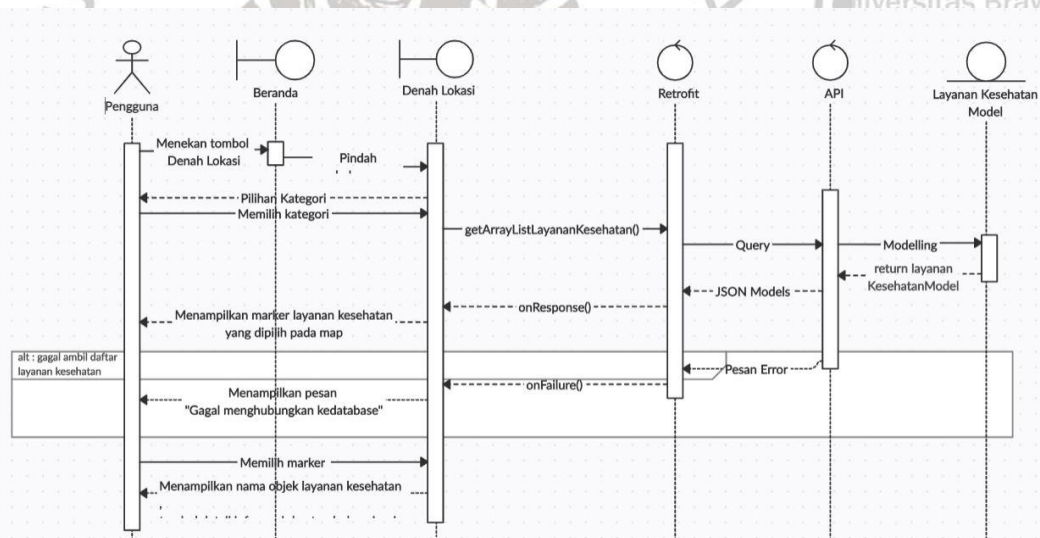 Pengguna
Beranda
Denah Lokasi
Retrofit
API
Layanan Kesehatan
Model
Menekan tombol
Denah Lokasi
Pindah
Pilihan Kategori
Memilih kategori
getArrayListLayananKesehatan()
Query
Modelling
return layanan
KesehatanModel
JSON Models
onResponse()
Menampilkan marker layanan kesehatan
yang dipilih pada map
alt : gagal ambil daftar
layanan kesehatan
Pesan Error
onFailure()
Menampilkan pesan
"Gagal menghubungkan kedatabase"
Memilih marker
Menampilkan nama objek layanan kesehatan